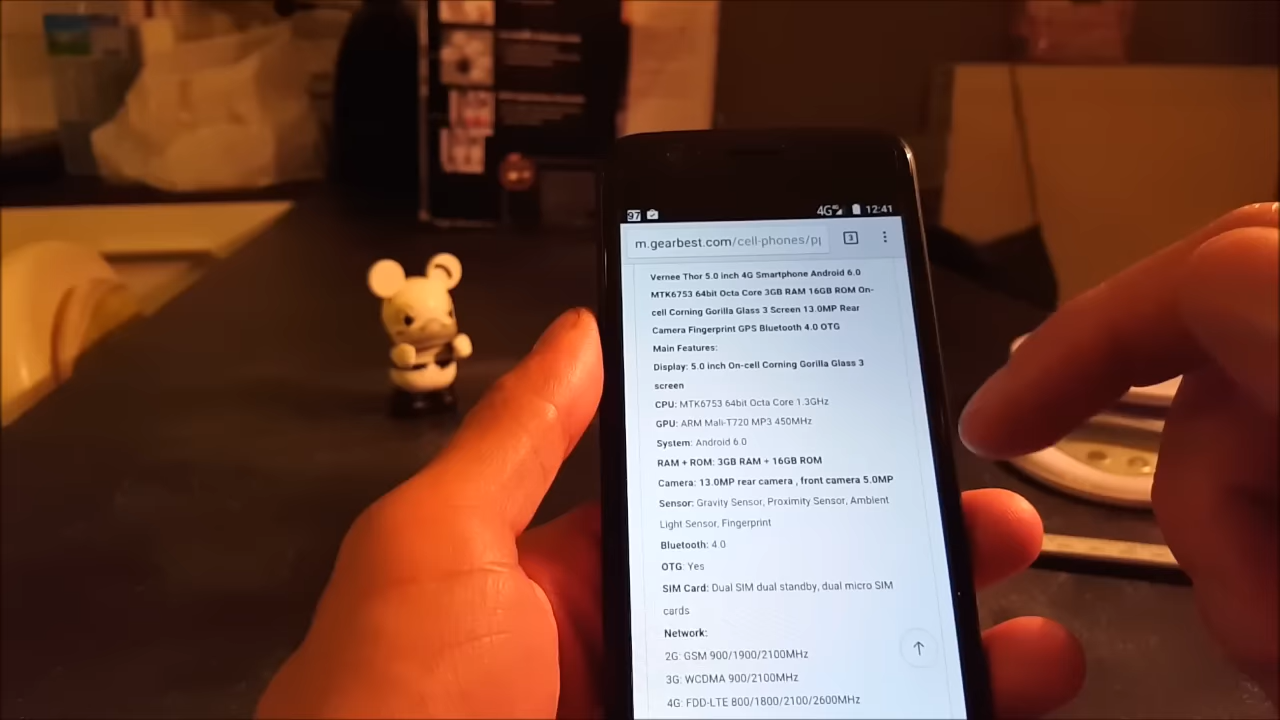 97 4G 12:41
m.gearbest.com/cell-phones/p
3
Vernee Thor 5.0 inch 4G Smartphone Android 6.0
MTK6753 64bit Octa Core 3GB RAM 16GB ROM On-
cell Corning Gorilla Glass 3 Screen 13.0MP Rear
Camera Fingerprint GPS Bluetooth 4.0 OTG
Main Features:
Display: 5.0 inch On-cell Corning Gorilla Glass 3
screen
CPU: MTK6753 64bit Octa Core 1.3GHz
GPU: ARM Mali-T720 MP3 450MHz
System: Android 6.0
RAM + ROM: 3GB RAM + 16GB ROM
Camera: 13.0MP rear camera , front camera 5.0MP
Sensor: Gravity Sensor, Proximity Sensor, Ambient
Light Sensor, Fingerprint
Bluetooth: 4.0
OTG: Yes
SIM Card: Dual SIM dual standby, dual micro SIM
cards
Network:
2G: GSM 900/1900/2100MHz
3G: WCDMA 900/2100MHz
4G: FDD-LTE 800/1800/2100/2600MHz